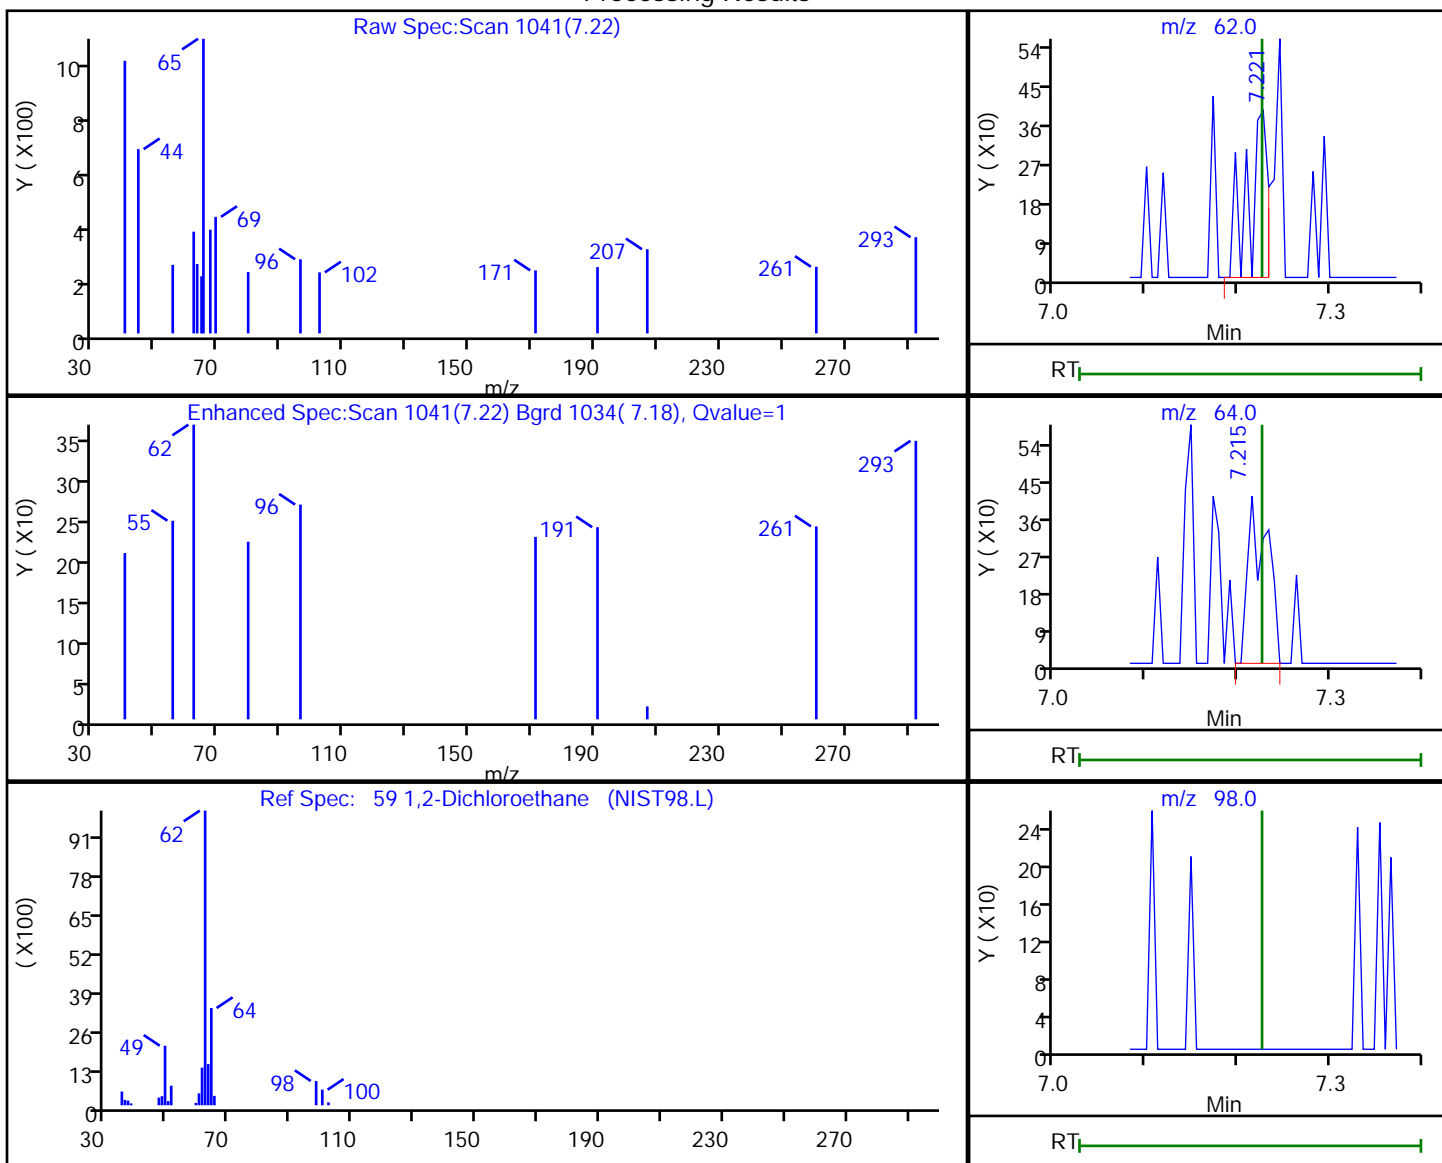 Processing Results
Raw Spec:Scan 1041(7.22)
Y ( X100)
10
8
6
4
2
0
65
44
69
96
102
171
207
261
293
30 70 110 150 190 230 270
m/z
m/z 62.0
Y ( X10)
54
45
36
27
18
9
0
7.221
7.0 7.3
Min
RT
Enhanced Spec:Scan 1041(7.22) Bgrd 1034( 7.18), Qvalue=1
Y ( X10)
35
30
25
20
15
10
5
0
62
55
96
191
261
293
30 70 110 150 190 230 270
m/z
m/z 64.0
Y ( X10)
54
45
36
27
18
9
0
7.215
7.0 7.3
Min
RT
Ref Spec: 59 1,2-Dichloroethane (NIST98.L)
( X100)
91
78
65
52
39
26
13
0
62
64
49
98
100
30 70 110 150 190 230 270
m/z 98.0
Y ( X10)
24
20
16
12
8
4
0
7.0 7.3
Min
RT